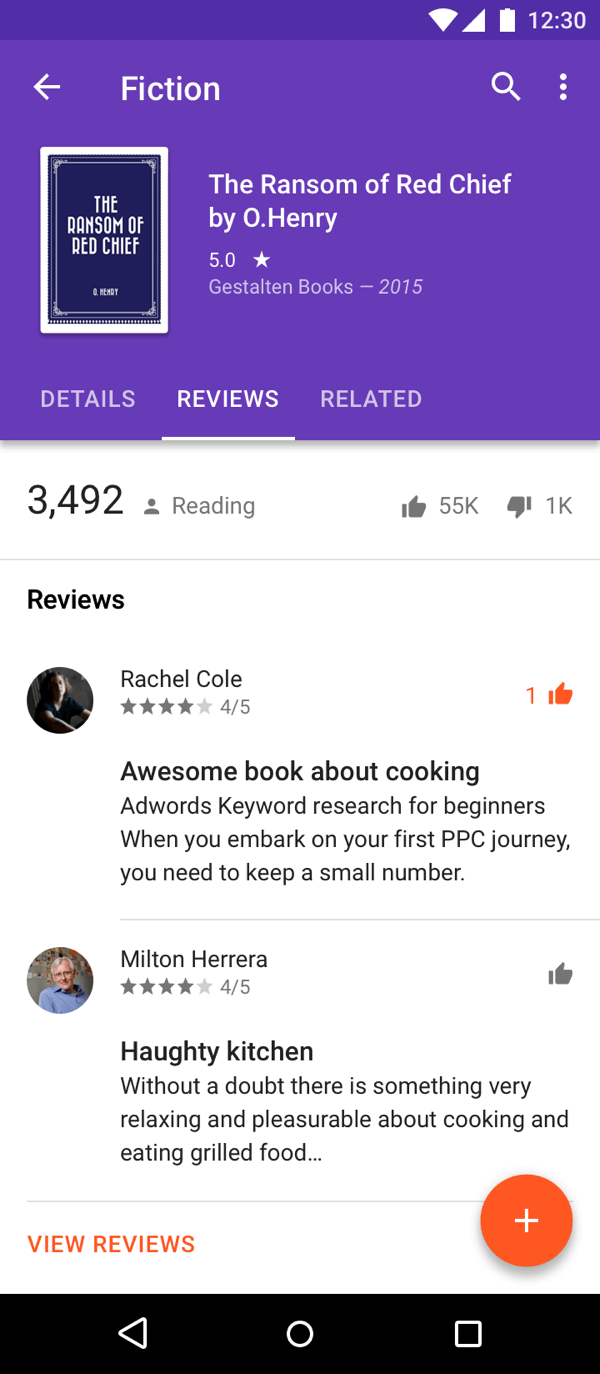 12:30
Fiction
THE
RANSOM OF
RED CHIEF
O. HENRY
The Ransom of Red Chief
by O.Henry
5.0
Gestalten Books — 2015
DETAILS REVIEWS RELATED
3,492 Reading 55K 1K
Reviews
Rachel Cole
4/5
1
Awesome book about cooking
Adwords Keyword research for beginners
When you embark on your first PPC journey,
you need to keep a small number.
Milton Herrera
4/5
Haughty kitchen
Without a doubt there is something very
relaxing and pleasurable about cooking and
eating grilled food…
VIEW REVIEWS